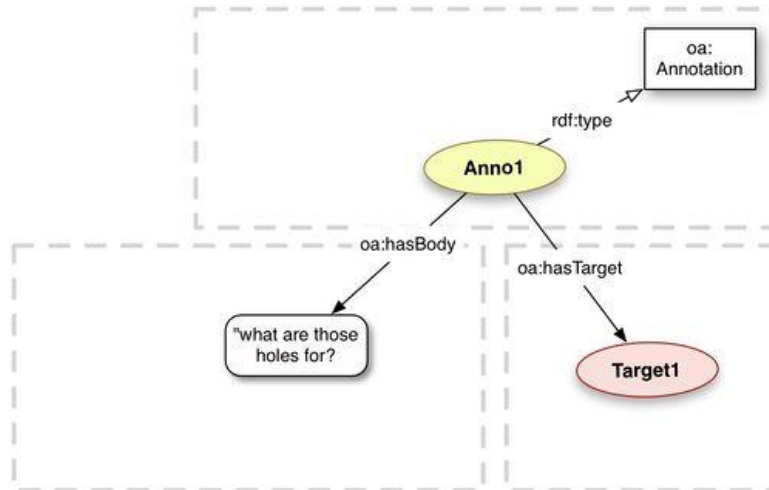 oa:
Annotation
rdf:type
Anno1
oa:hasBody
oa:hasTarget
"what are those
holes for?
Target1